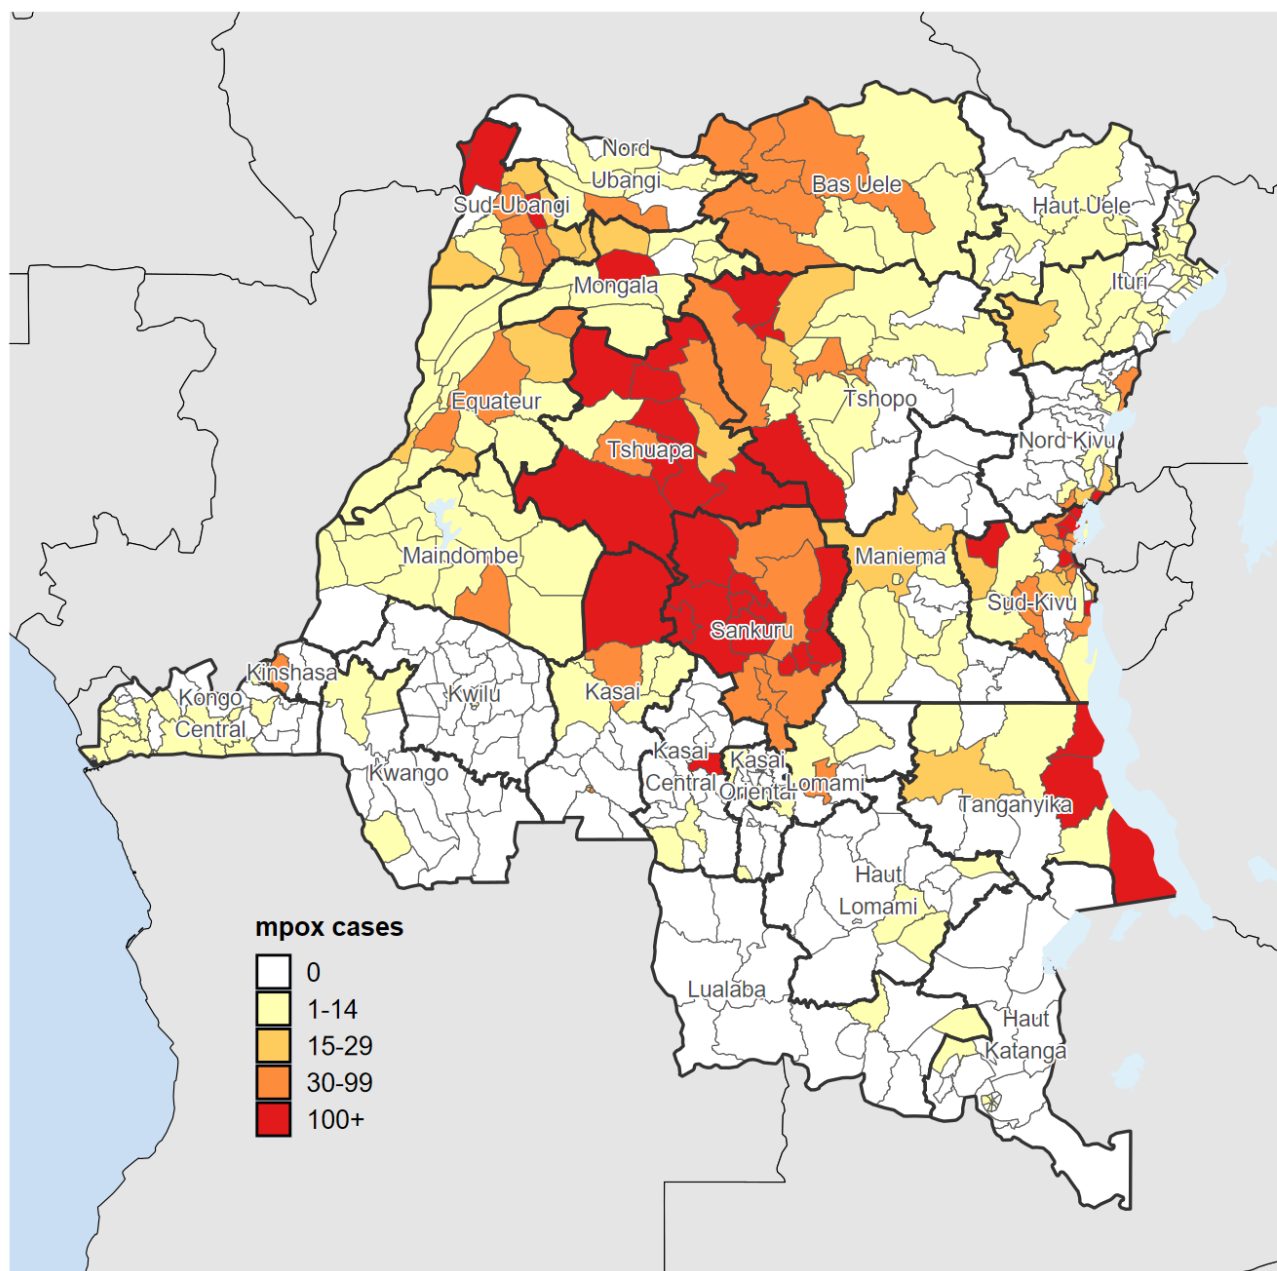 Nord
Ubangi
Bas Uele
Sud-Ubangi
Haut Uele
Mongala
Ituri
Equateur
Tshopo
Tshuapa
Nord-Kivu
Maindombe
Maniema
Sud-Kivu
Sankuru
Kinshasa
Kongo
Central
Kwilu
Kasai
Kasai
Central
Kasai
Oriental
Lomami
Kwango
Tanganyika
Haut
Lomami
Lualaba
Haut
Katanga
mpox cases
0
1-14
15-29
30-99
100+